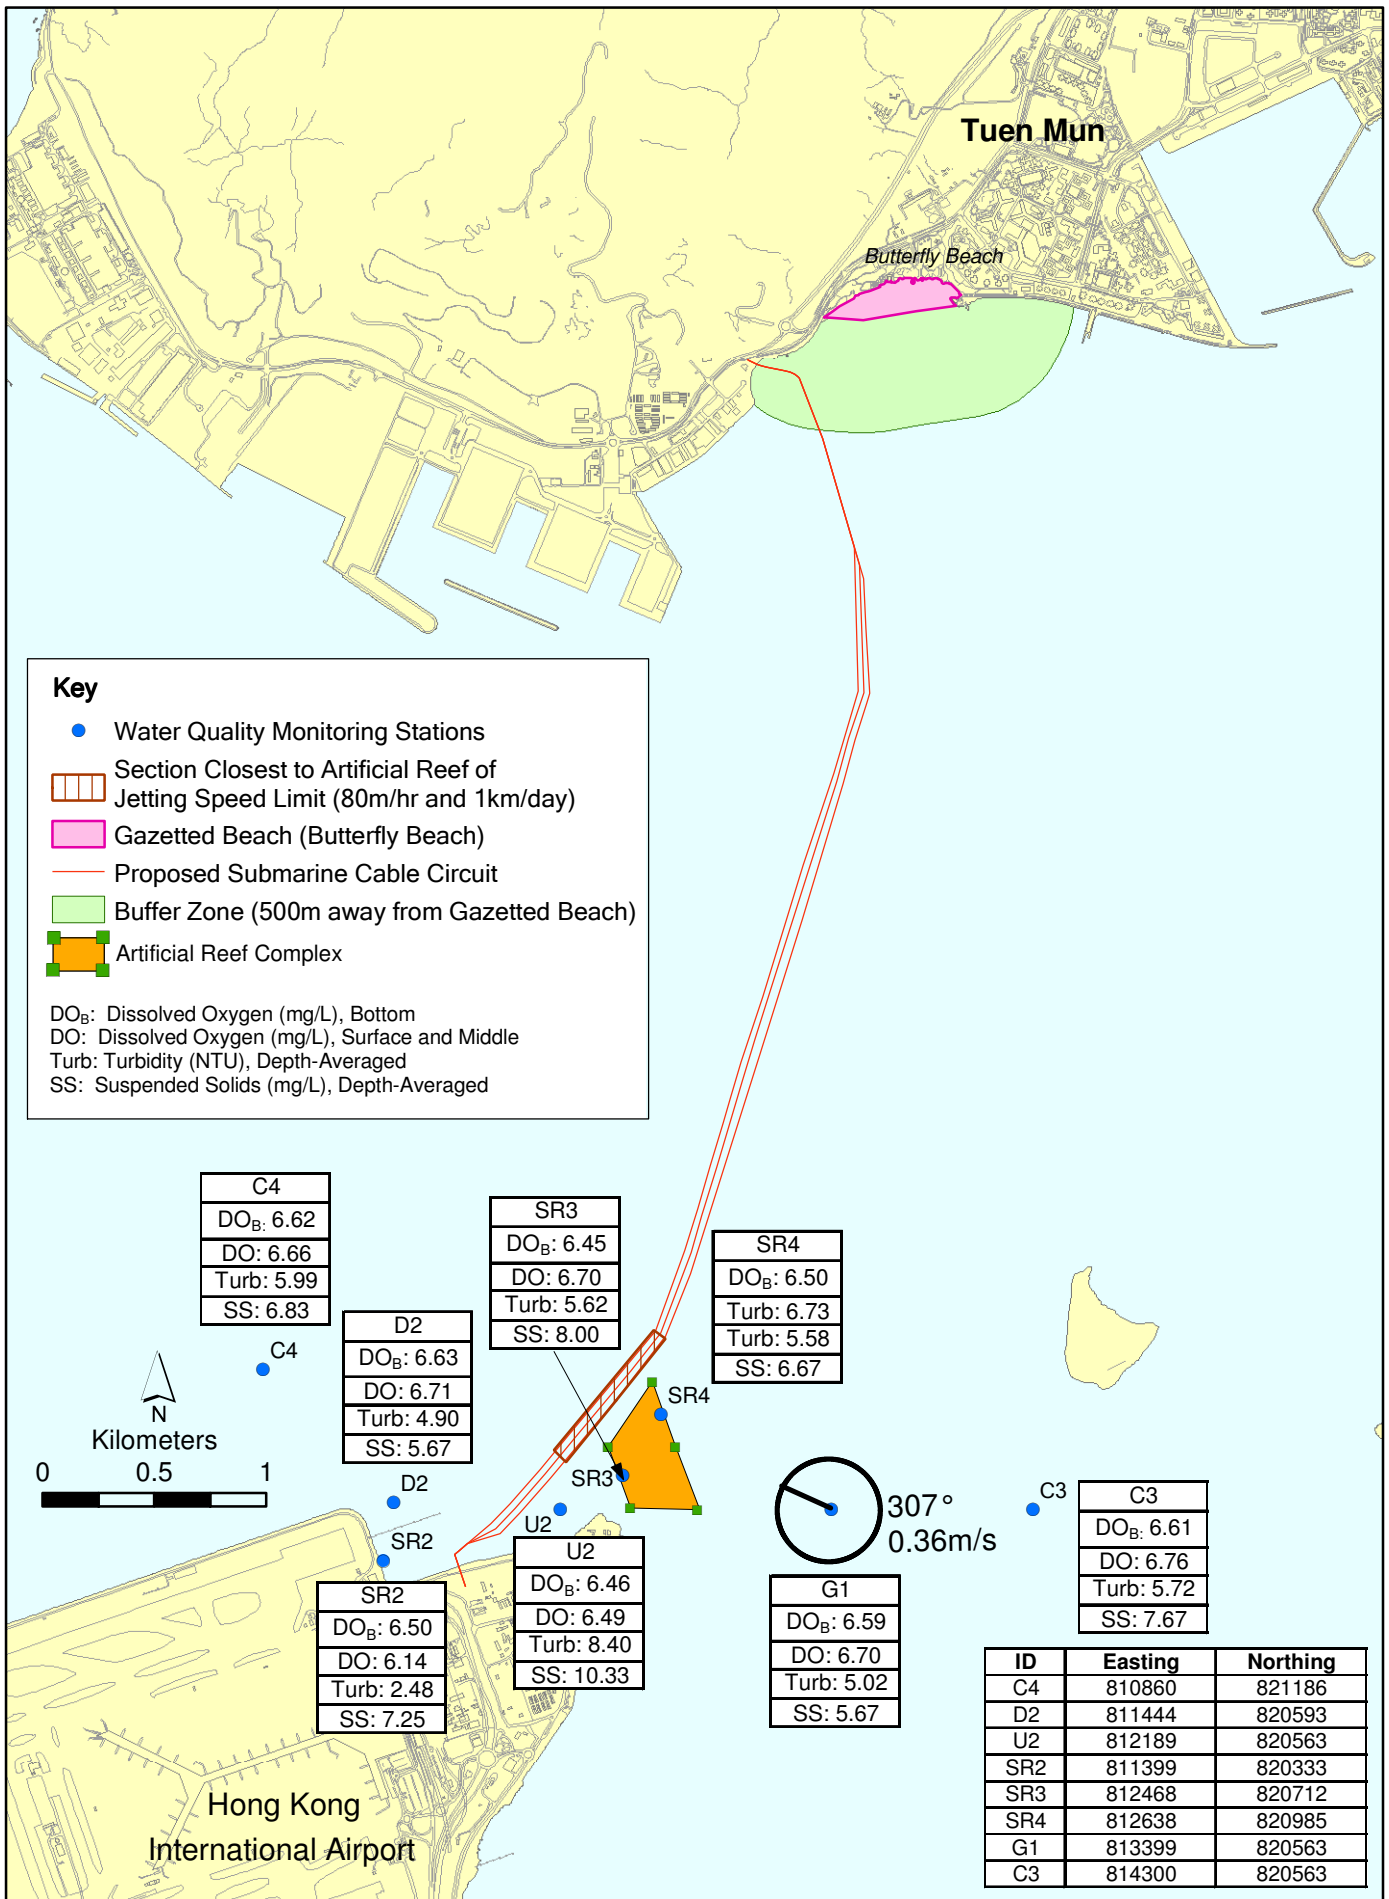 Tuen Mun
Butterfly Beach
Key
Water Quality Monitoring Stations
Section Closest to Artificial Reef of
Jetting Speed Limit (80m/hr and 1km/day)
Gazetted Beach (Butterfly Beach)
Proposed Submarine Cable Circuit
Buffer Zone (500m away from Gazetted Beach)
Artificial Reef Complex
DOB: Dissolved Oxygen (mg/L), Bottom
DO: Dissolved Oxygen (mg/L), Surface and Middle
Turb: Turbidity (NTU), Depth-Averaged
SS: Suspended Solids (mg/L), Depth-Averaged
C4
DOB: 6.62
DO: 6.66
Turb: 5.99
SS: 6.83
SR3
DOB: 6.45
DO: 6.70
Turb: 5.62
SS: 8.00
SR4
DOB: 6.50
Turb: 6.73
Turb: 5.58
SS: 6.67
D2
DOB: 6.63
DO: 6.71
Turb: 4.90
SS: 5.67
C4
N
Kilometers
0 0.5 1
SR4
SR3
D2
U2
SR2
307°
0.36m/s
C3
C3
DOB: 6.61
DO: 6.76
Turb: 5.72
SS: 7.67
U2
DOB: 6.46
DO: 6.49
Turb: 8.40
SS: 10.33
SR2
DOB: 6.50
DO: 6.14
Turb: 2.48
SS: 7.25
G1
DOB: 6.59
DO: 6.70
Turb: 5.02
SS: 5.67
Hong Kong
International Airport
ID Easting Northing
C4 810860 821186
D2 811444 820593
U2 812189 820563
SR2 811399 820333
SR3 812468 820712
SR4 812638 820985
G1 813399 820563
C3 814300 820563